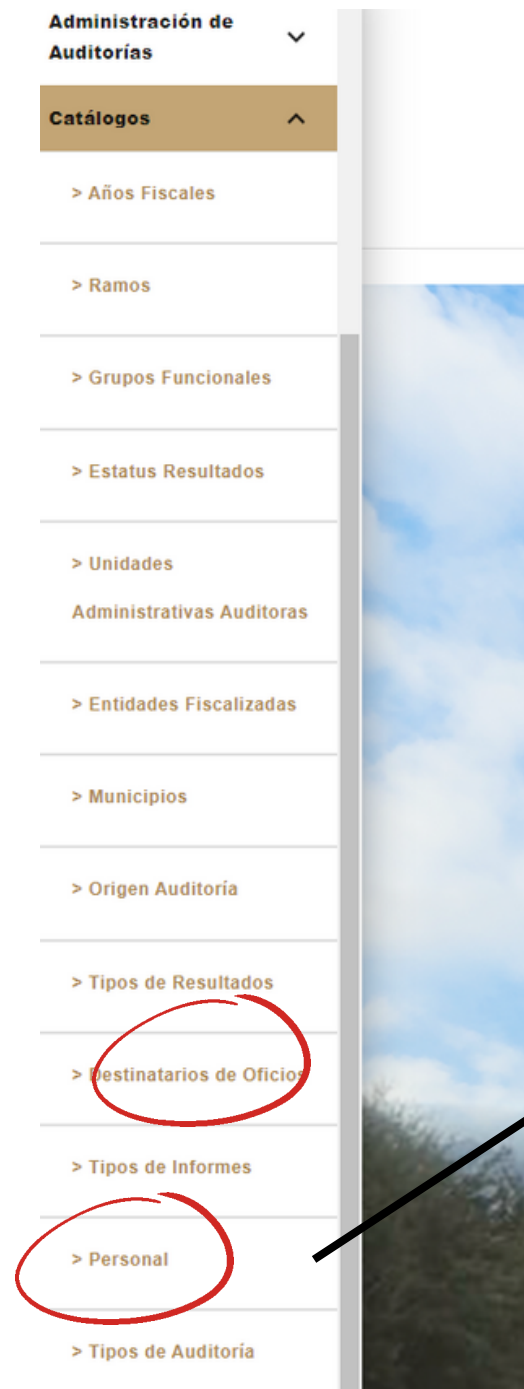 Administración de
Auditorías
Catálogos
> Años Fiscales
> Ramos
> Grupos Funcionales
> Estatus Resultados
> Unidades
Administrativas Auditoras
> Entidades Fiscalizadas
> Municipios
> Origen Auditoría
> Tipos de Resultados
> Destinatarios de Oficios
> Tipos de Informes
> Personal
> Tipos de Auditoría